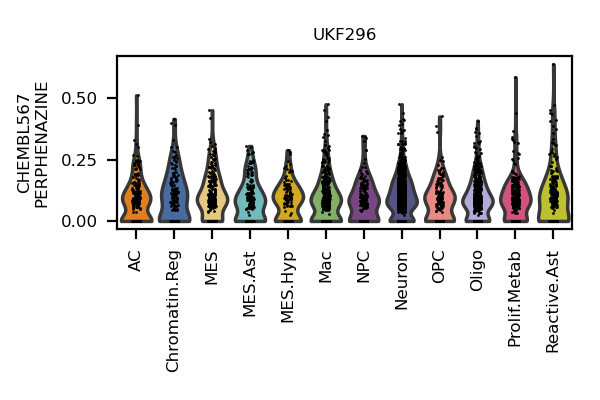 UKF296
CHEMBL567
PERPHENAZINE
0.50
0.25
0.00
AC
Chromatin.Reg
MES
MES.Ast
MES.Hyp
Mac
NPC
Neuron
OPC
Oligo
Prolif.Metab
Reactive.Ast